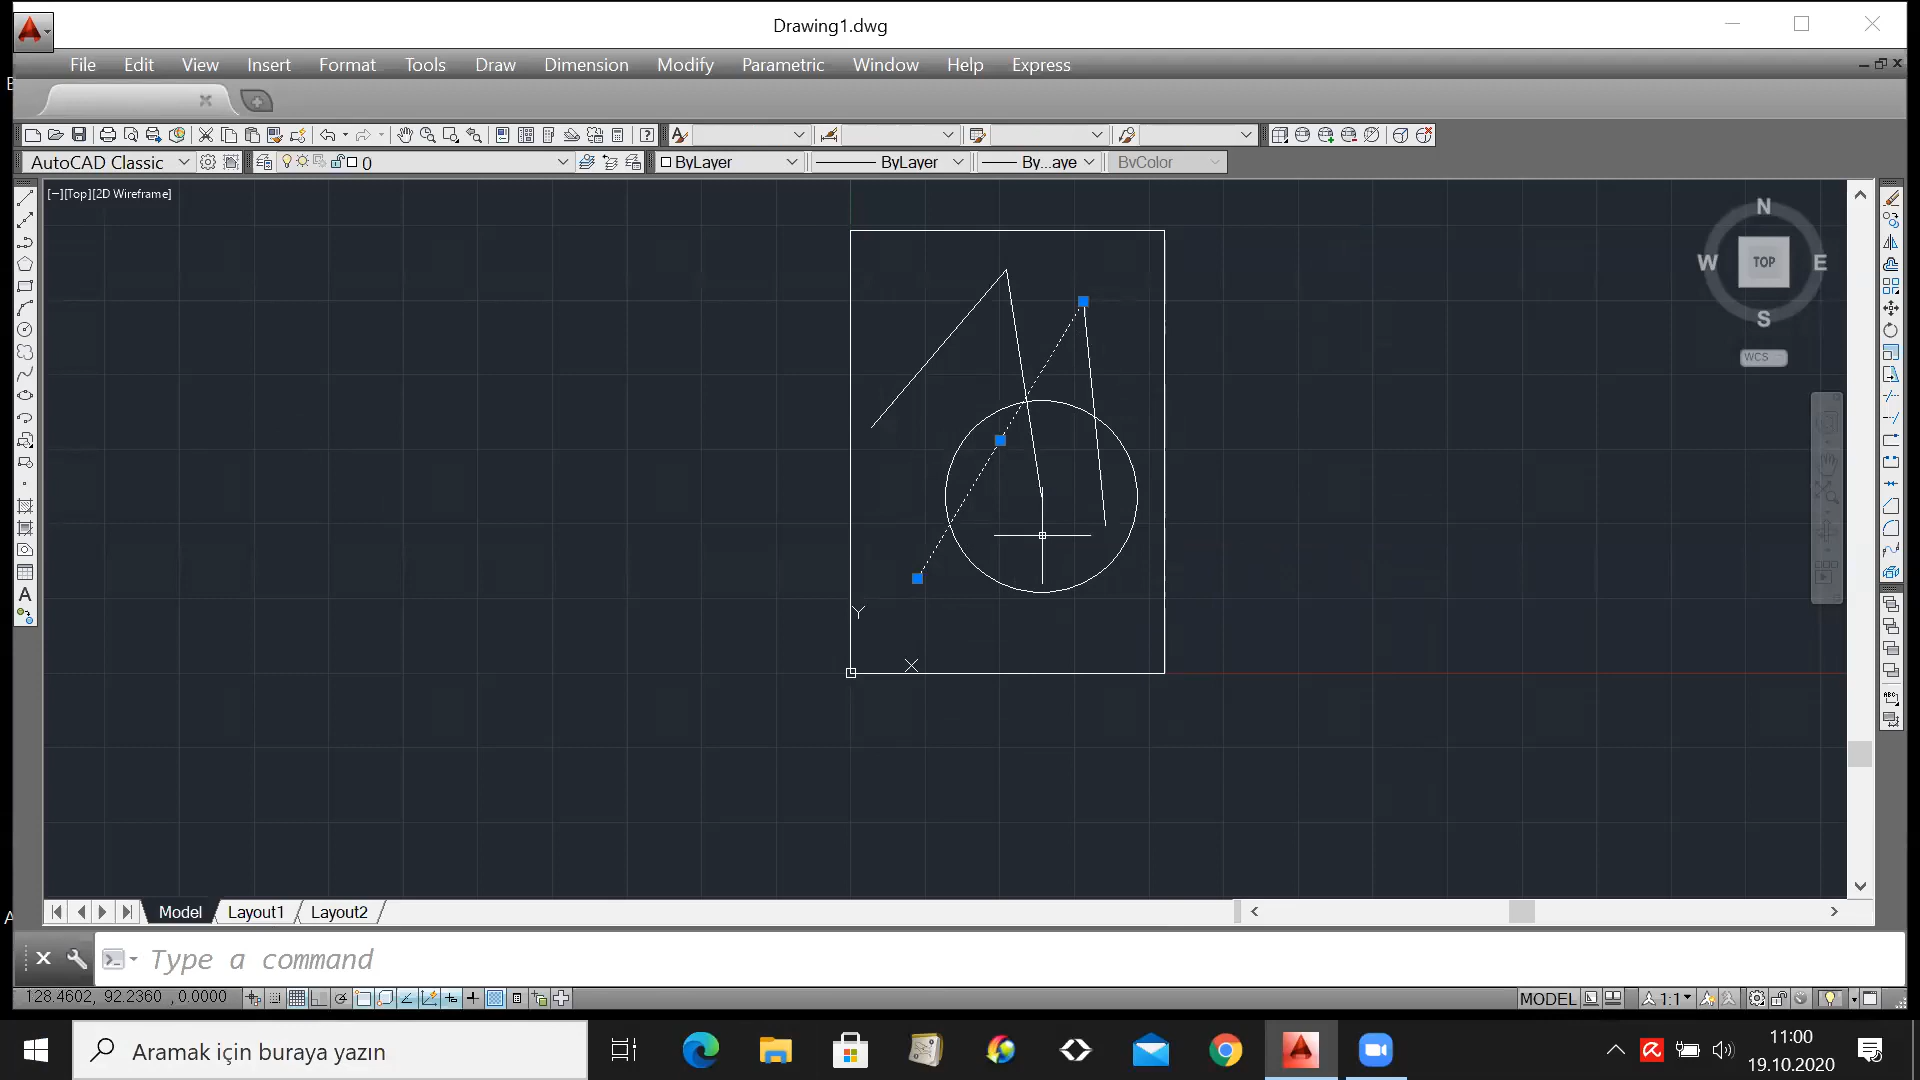 Drawing1.dwg
File Edit View Insert Format Tools Draw Dimension Modify Parametric Window Help Express
AutoCAD Classic 0 ByLayer ByLayer By...aye ByColor
[−][Top][2D Wireframe]
N
W TOP E
S
WCS
Y
X
A
ABC
Model Layout1 Layout2
Type a command
128.4602, 92.2360 , 0.0000 MODEL 1:1
Aramak için buraya yazın
11:00
19.10.2020